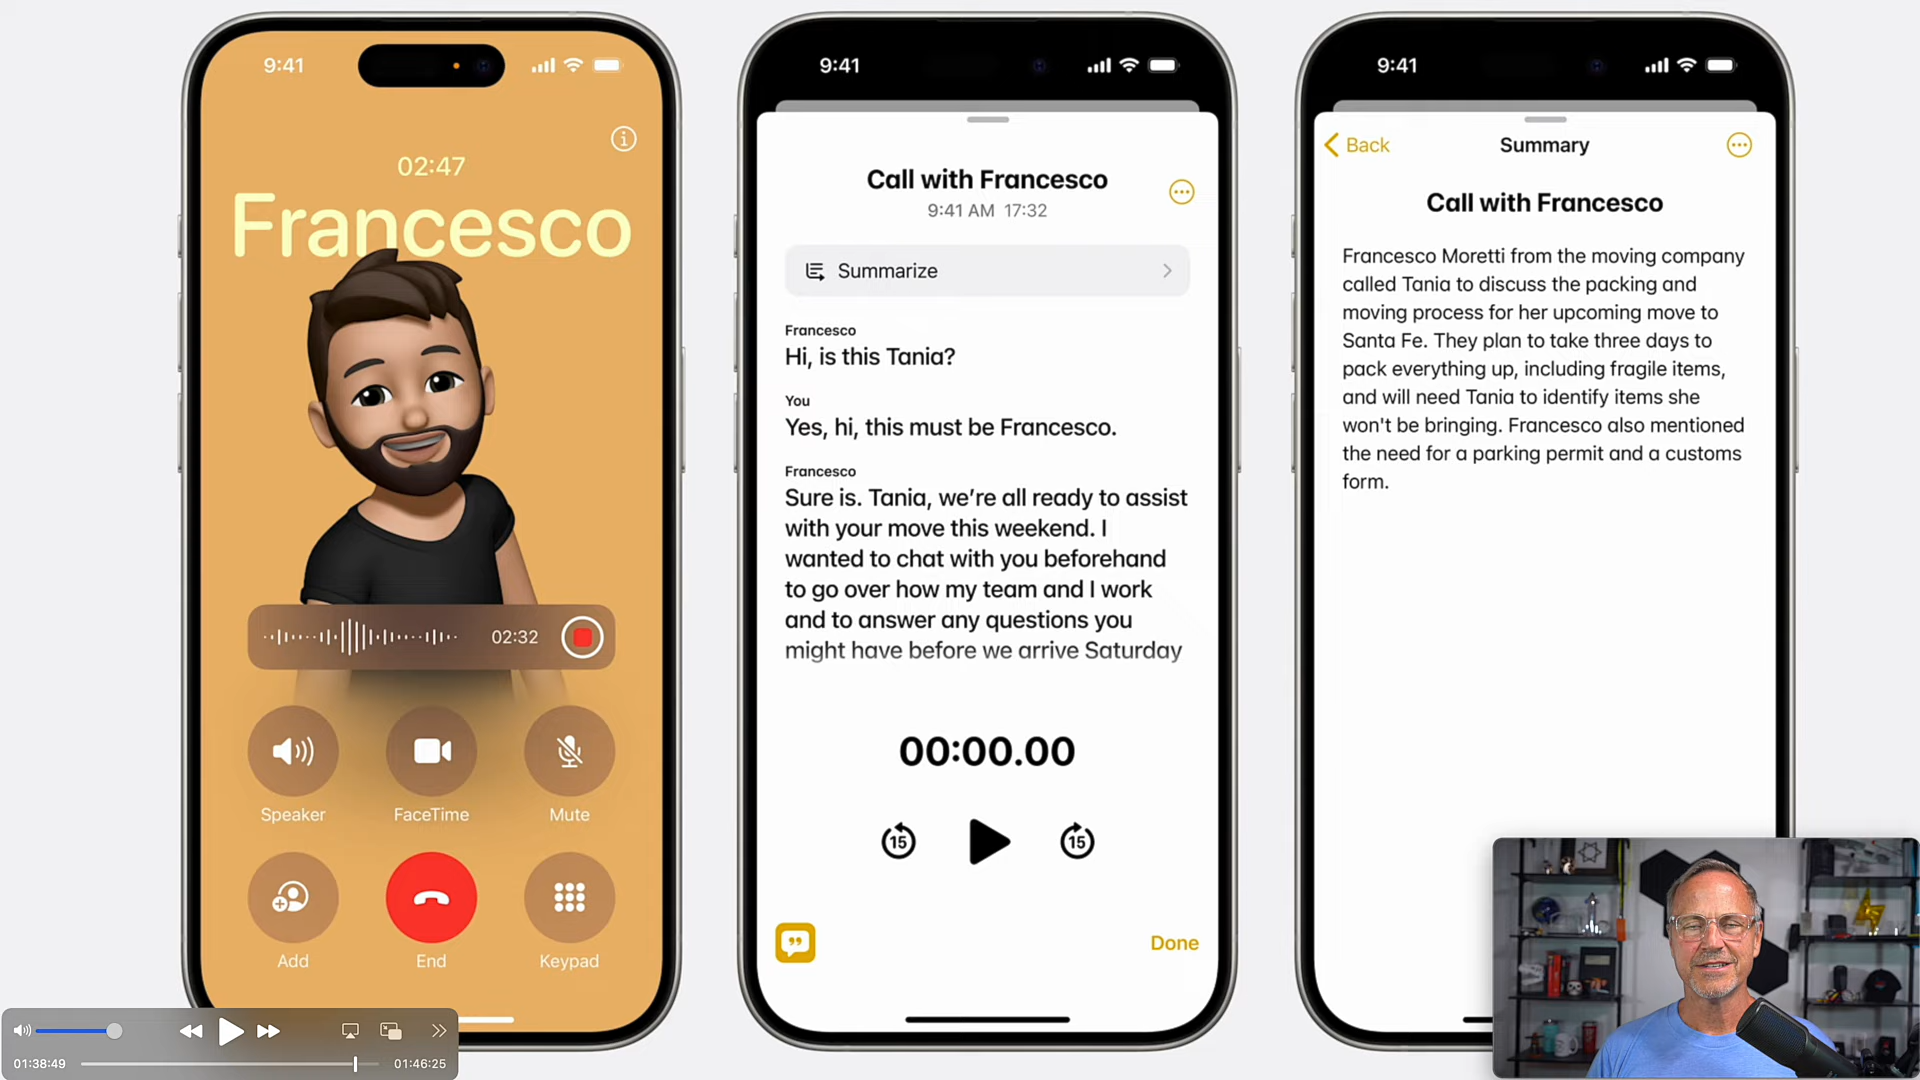 9:41
02:47
Francesco
02:32
Speaker
FaceTime
Mute
Add
End
Keypad
9:41
Call with Francesco
9:41 AM 17:32
Summarize
Francesco
Hi, is this Tania?
You
Yes, hi, this must be Francesco.
Francesco
Sure is. Tania, we're all ready to assist
with your move this weekend. I
wanted to chat with you beforehand
to go over how my team and I work
and to answer any questions you
might have before we arrive Saturday
00:00.00
15
15
Done
9:41
Back
Summary
Call with Francesco
Francesco Moretti from the moving company
called Tania to discuss the packing and
moving process for her upcoming move to
Santa Fe. They plan to take three days to
pack everything up, including fragile items,
and will need Tania to identify items she
won't be bringing. Francesco also mentioned
the need for a parking permit and a customs
form.
01:38:49
01:46:25